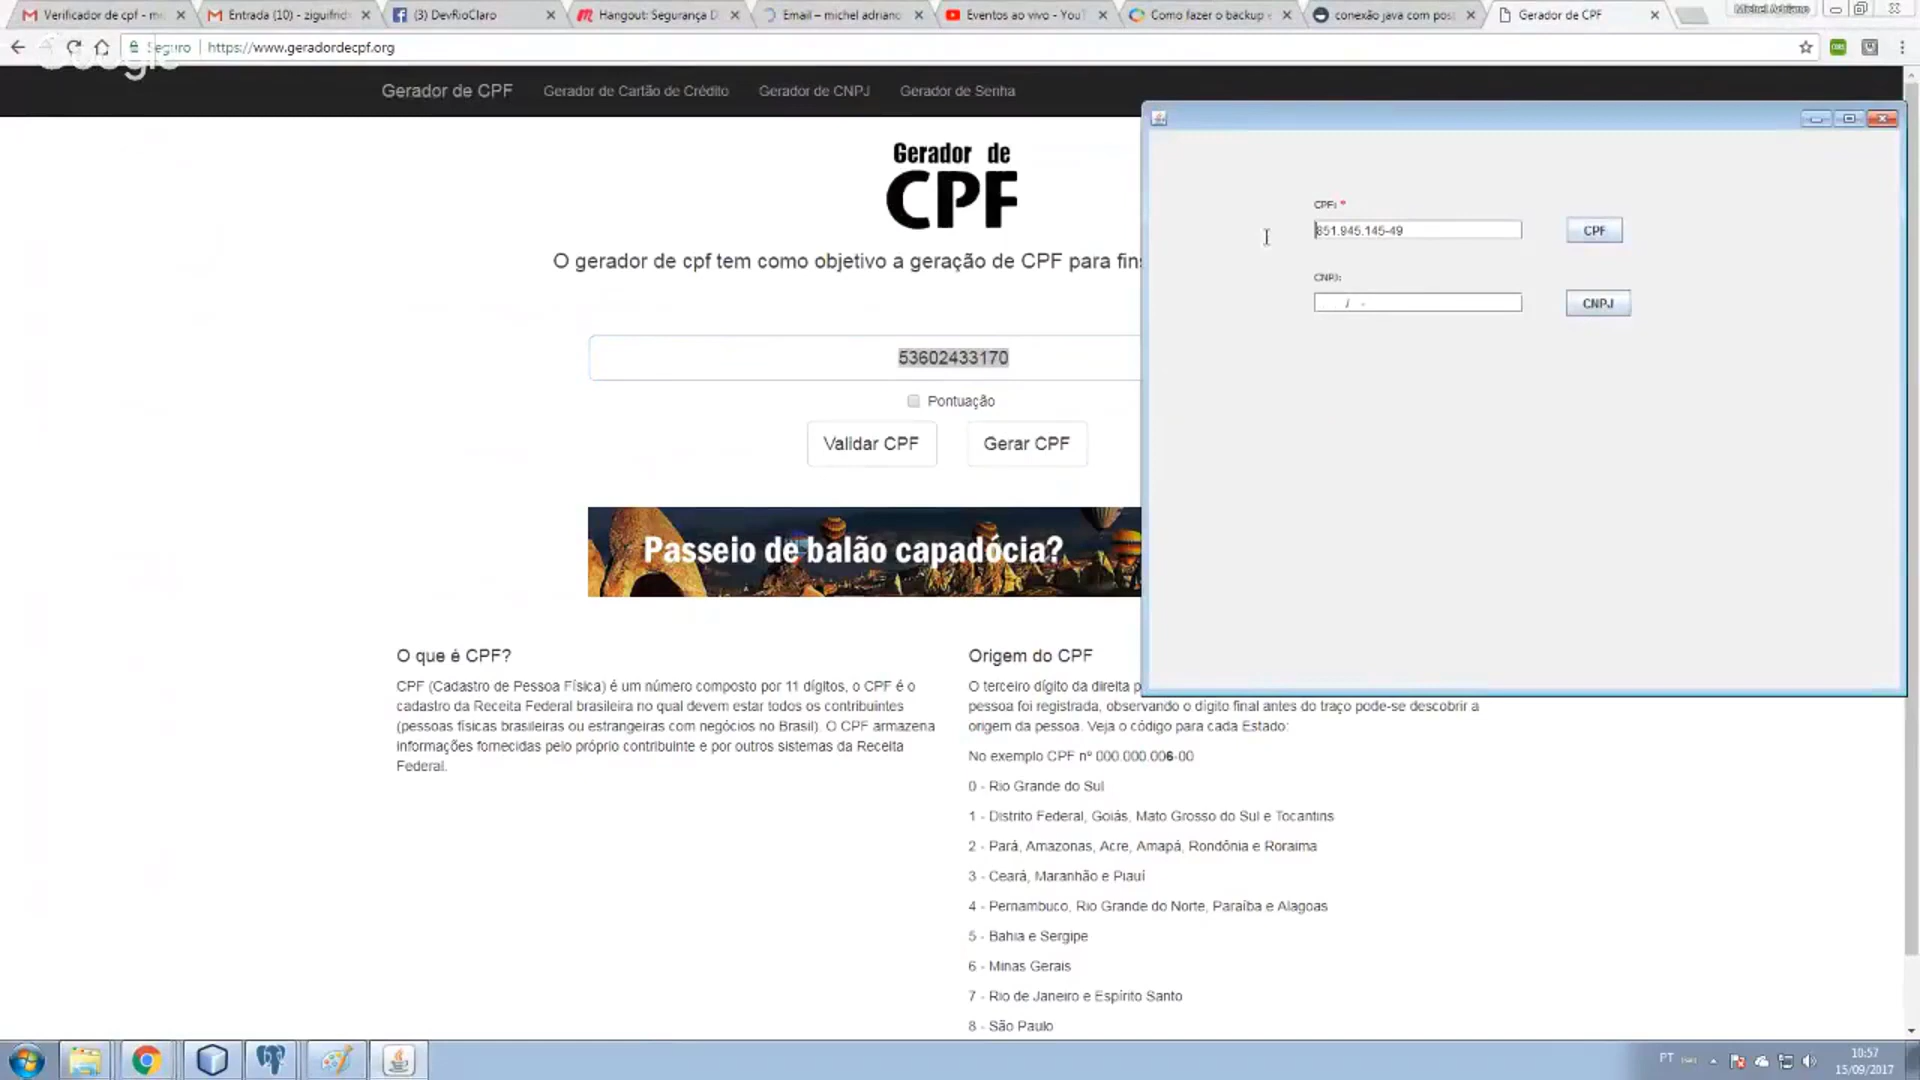 Verificador de cpf - m
Entrada (10) - ziguifrid
(3) DevRioClaro
Hangout: Segurança D
Email – michel adriano
Eventos ao vivo - YouT
Como fazer o backup
conexão java com pos
Gerador de CPF
Seguro
https://www.geradordecpf.org
Google
Gerador de CPF
Gerador de Cartão de Crédito
Gerador de CNPJ
Gerador de Senha
Gerador de
CPF
O gerador de cpf tem como objetivo a geração de CPF para fins
53602433170
Pontuação
Validar CPF
Gerar CPF
Passeio de balão capadócia?
CPF: *
851.945.145-49
CPF
CNPJ:
/ -
CNPJ
O que é CPF?
CPF (Cadastro de Pessoa Física) é um número composto por 11 dígitos, o CPF é o
cadastro da Receita Federal brasileira no qual devem estar todos os contribuintes
(pessoas físicas brasileiras ou estrangeiras com negócios no Brasil). O CPF armazena
informações fornecidas pelo próprio contribuinte e por outros sistemas da Receita
Federal.
Origem do CPF
O terceiro dígito da direita p
pessoa foi registrada, observando o dígito final antes do traço pode-se descobrir a
origem da pessoa. Veja o código para cada Estado:
No exemplo CPF nº 000.000.006-00
0 - Rio Grande do Sul
1 - Distrito Federal, Goiás, Mato Grosso do Sul e Tocantins
2 - Pará, Amazonas, Acre, Amapá, Rondônia e Roraima
3 - Ceará, Maranhão e Piauí
4 - Pernambuco, Rio Grande do Norte, Paraíba e Alagoas
5 - Bahia e Sergipe
6 - Minas Gerais
7 - Rio de Janeiro e Espírito Santo
8 - São Paulo
PT
10:57
15/09/2017